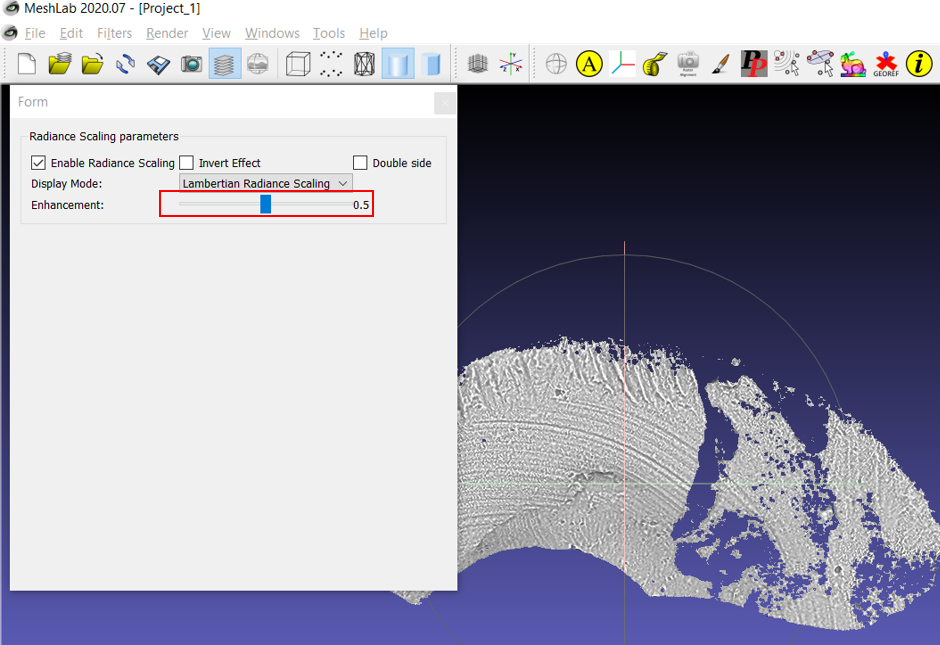 MeshLab 2020.07 - [Project_1]
File Edit Filters Render View Windows Tools Help
A PP GEOREF i
Form
Radiance Scaling parameters
Enable Radiance Scaling Invert Effect Double side
Display Mode: Lambertian Radiance Scaling
Enhancement: 0.5